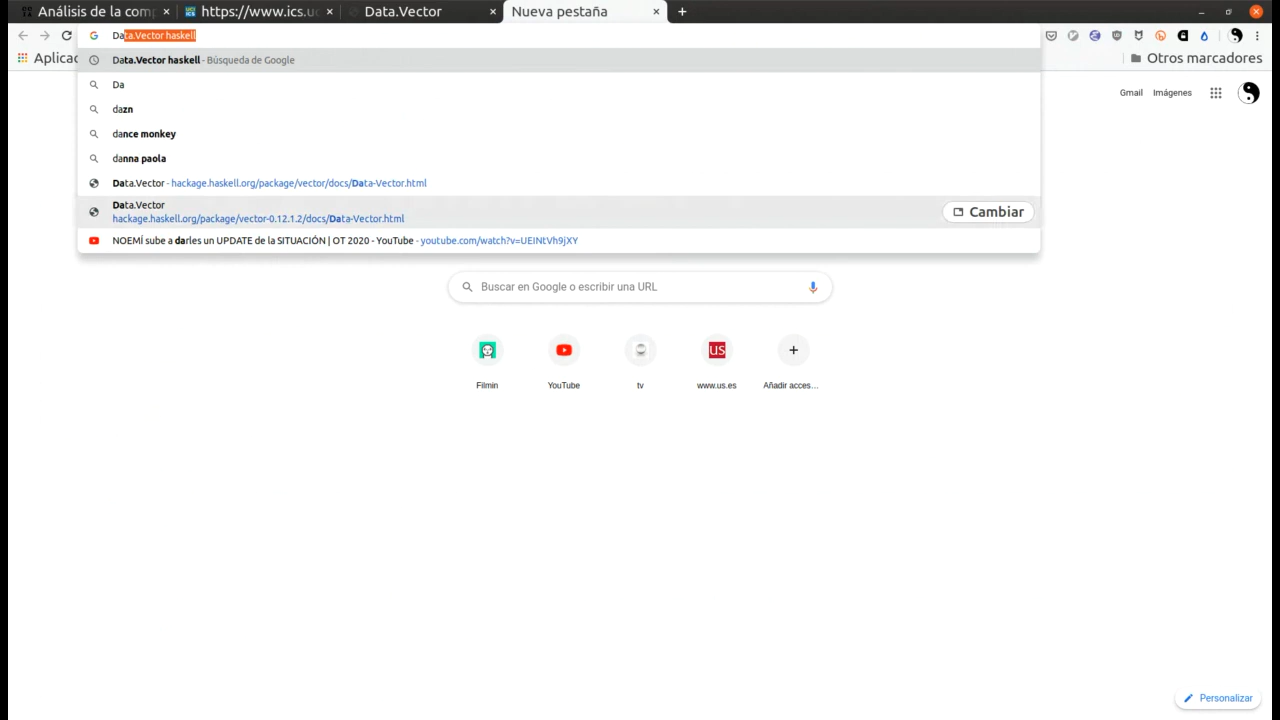 Análisis de la comp
https://www.ics.uc
Data.Vector
Nueva pestaña
Data.Vector haskell
Aplicac
Otros marcadores
Data.Vector haskell - Búsqueda de Google
Da
dazn
dance monkey
danna paola
Data.Vector - hackage.haskell.org/package/vector/docs/Data-Vector.html
Data.Vector
hackage.haskell.org/package/vector-0.12.1.2/docs/Data-Vector.html
Cambiar
NOEMÍ sube a darles un UPDATE de la SITUACIÓN | OT 2020 - YouTube - youtube.com/watch?v=UEINtVh9jXY
Gmail Imágenes
Buscar en Google o escribir una URL
Filmin
YouTube
tv
US
www.us.es
Añadir acces...
Personalizar